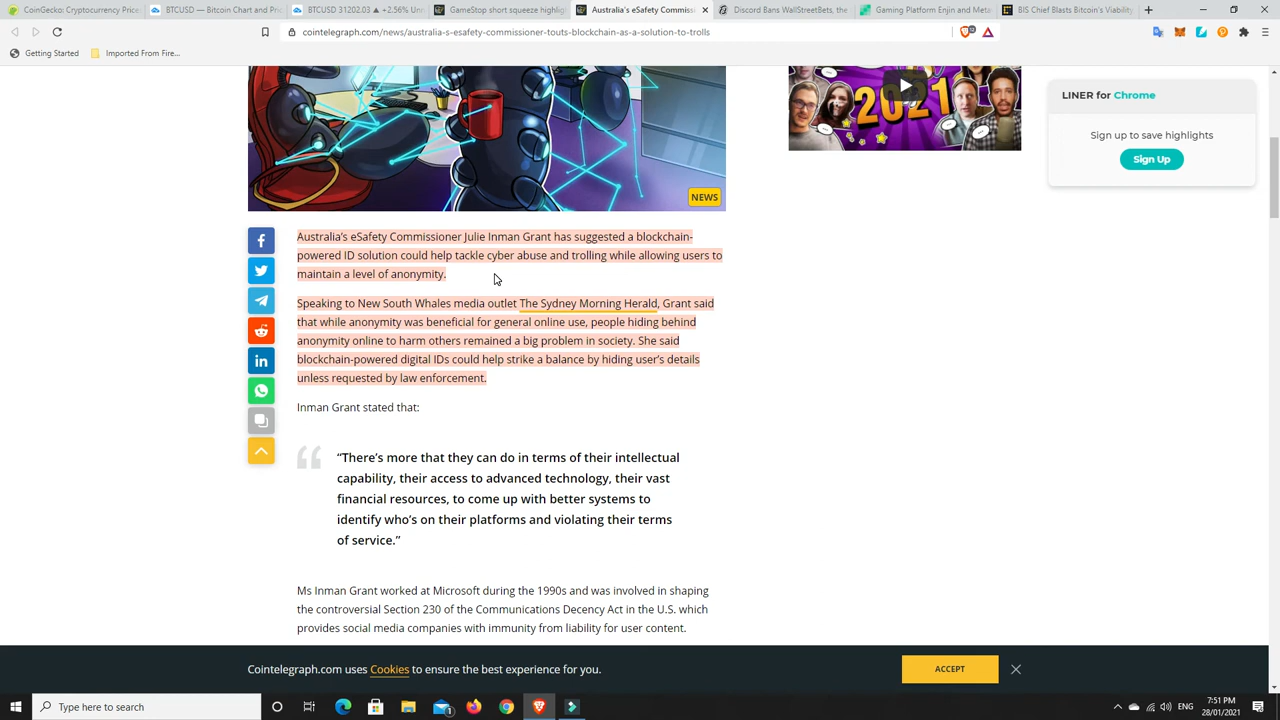 CoinGecko: Cryptocurrency Price
BTCUSD — Bitcoin Chart and Pri
BTCUSD 31202.03 ▲ +2.56% Unn
GameStop short squeeze highlig
Australia's eSafety Commiss
Discord Bans WallStreetBets, the
Gaming Platform Enjin and Meta
BIS Chief Blasts Bitcoin's Viability
cointelegraph.com/news/australia-s-esafety-commissioner-touts-blockchain-as-a-solution-to-trolls
Getting Started
Imported From Fire...
2021
LINER for Chrome
Sign up to save highlights
Sign Up
NEWS
Australia's eSafety Commissioner Julie Inman Grant has suggested a blockchain-
powered ID solution could help tackle cyber abuse and trolling while allowing users to
maintain a level of anonymity.
Speaking to New South Whales media outlet The Sydney Morning Herald, Grant said
that while anonymity was beneficial for general online use, people hiding behind
anonymity online to harm others remained a big problem in society. She said
blockchain-powered digital IDs could help strike a balance by hiding user's details
unless requested by law enforcement.
Inman Grant stated that:
“There's more that they can do in terms of their intellectual
capability, their access to advanced technology, their vast
financial resources, to come up with better systems to
identify who's on their platforms and violating their terms
of service.”
Ms Inman Grant worked at Microsoft during the 1990s and was involved in shaping
the controversial Section 230 of the Communications Decency Act in the U.S. which
provides social media companies with immunity from liability for user content.
Cointelegraph.com uses Cookies to ensure the best experience for you.
ACCEPT
Type here to search
ENG
7:51 PM
28/01/2021